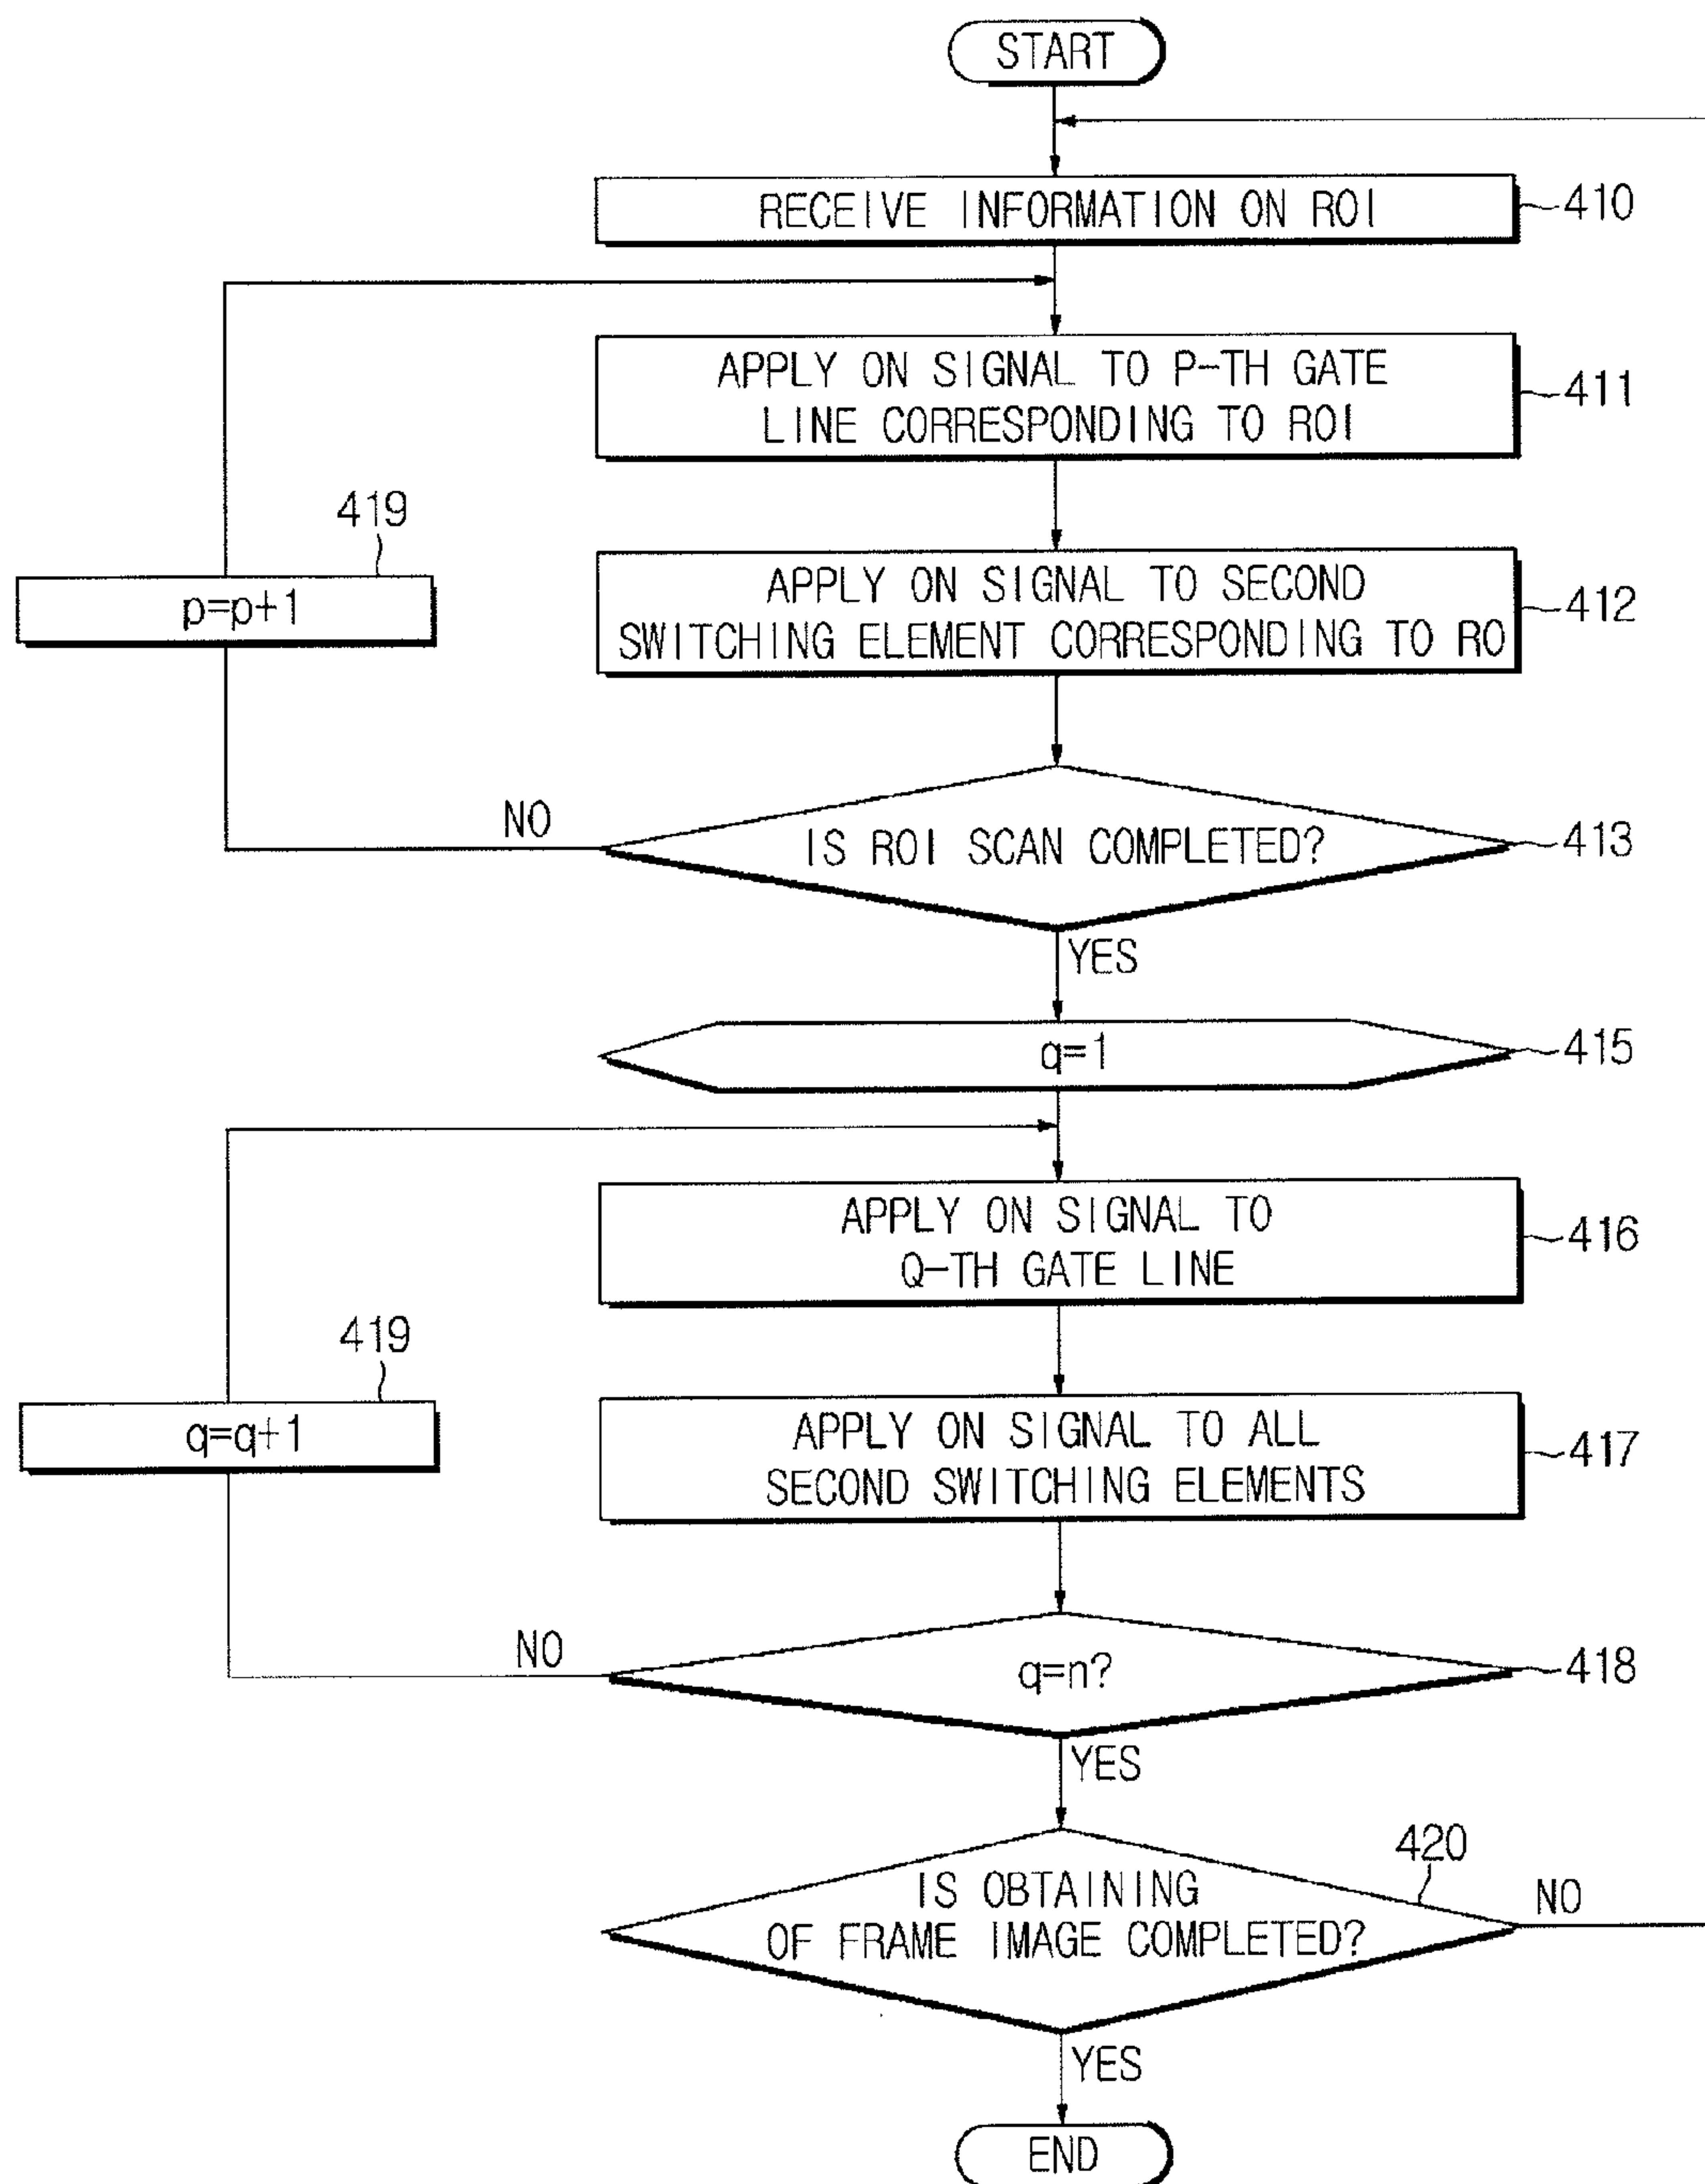 START
RECEIVE INFORMATION ON ROI
410
APPLY ON SIGNAL TO P-TH GATE
LINE CORRESPONDING TO ROI
411
419
p=p+1
APPLY ON SIGNAL TO SECOND
SWITCHING ELEMENT CORRESPONDING TO RO
412
NO
IS ROI SCAN COMPLETED?
413
YES
q=1
415
APPLY ON SIGNAL TO
Q-TH GATE LINE
416
419
q=q+1
APPLY ON SIGNAL TO ALL
SECOND SWITCHING ELEMENTS
417
NO
q=n?
418
YES
420
IS OBTAINING
OF FRAME IMAGE COMPLETED?
NO
YES
END